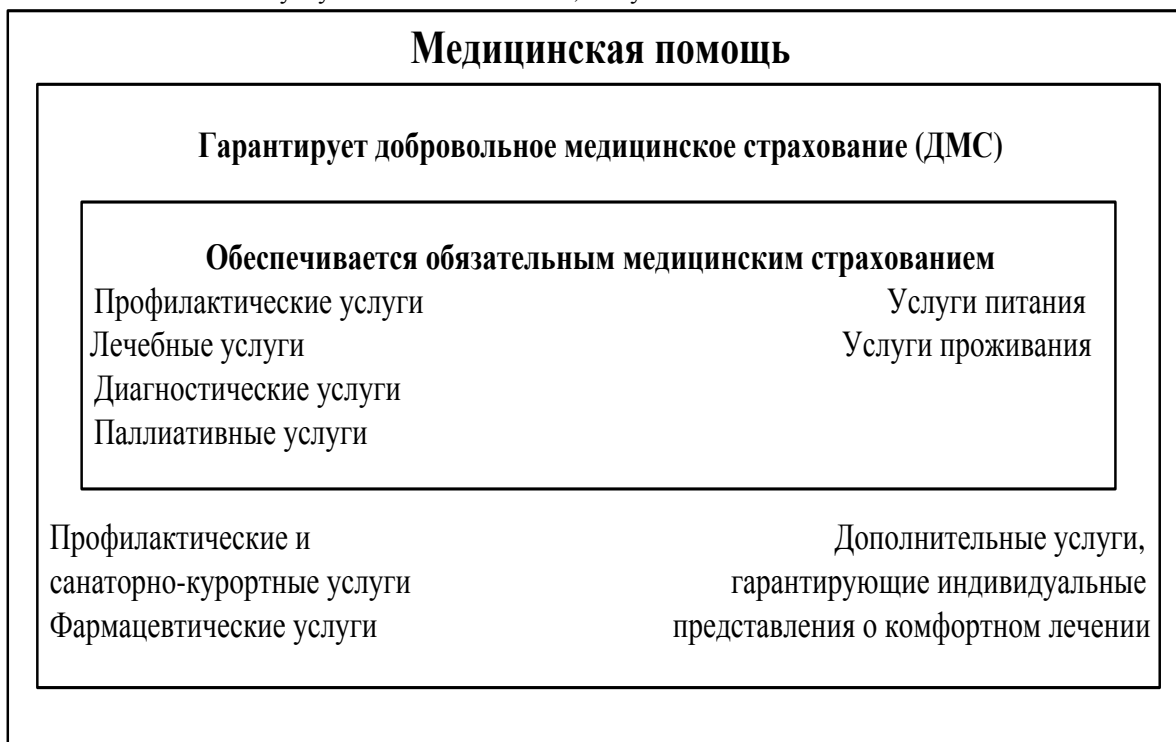 Медицинская помощь
Гарантирует добровольное медицинское страхование (ДМС)
Обеспечивается обязательным медицинским страхованием
Профилактические услуги
Лечебные услуги
Диагностические услуги
Паллиативные услуги
Услуги питания
Услуги проживания
Профилактические и
санаторно-курортные услуги
Фармацевтические услуги
Дополнительные услуги,
гарантирующие индивидуальные
представления о комфортном лечении